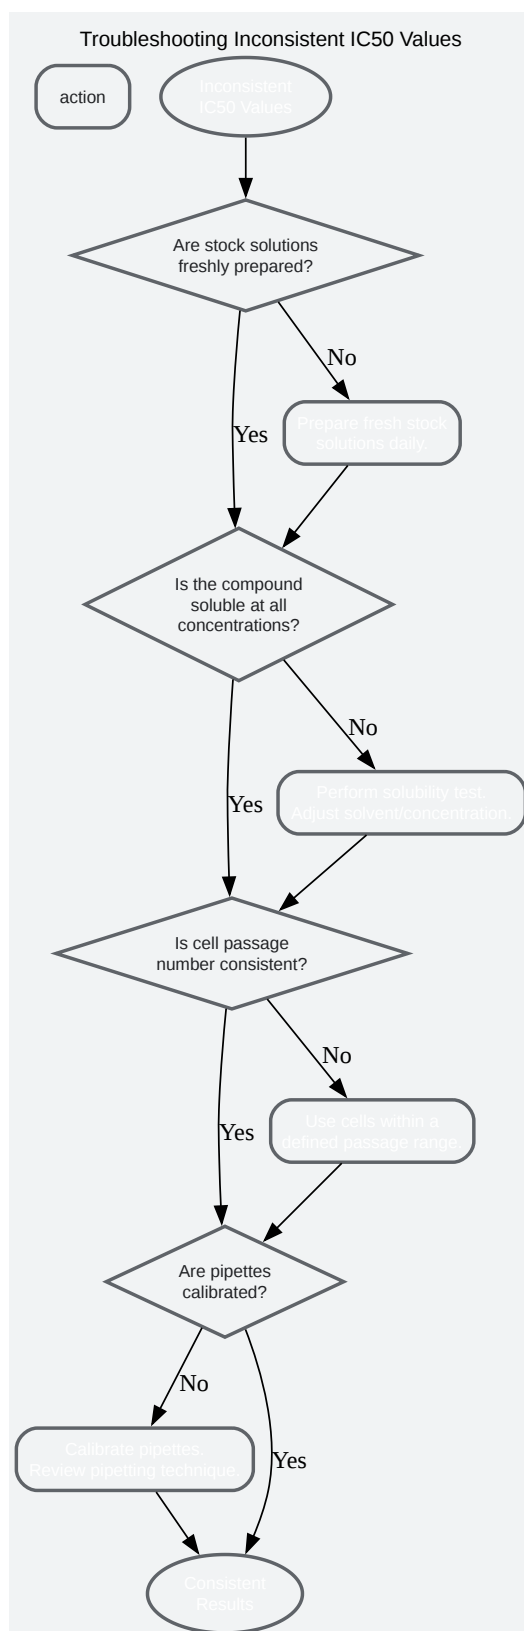 Troubleshooting Inconsistent IC50 Values
action
Inconsistent
IC50 Values
Are stock solutions
freshly prepared?
No
Prepare fresh stock
solutions daily.
Yes
Is the compound
soluble at all
concentrations?
No
Perform solubility test.
Adjust solvent/concentration.
Yes
Is cell passage
number consistent?
No
Use cells within a
defined passage range.
Yes
Are pipettes
calibrated?
No
Calibrate pipettes.
Review pipetting technique.
Yes
Consistent
Results